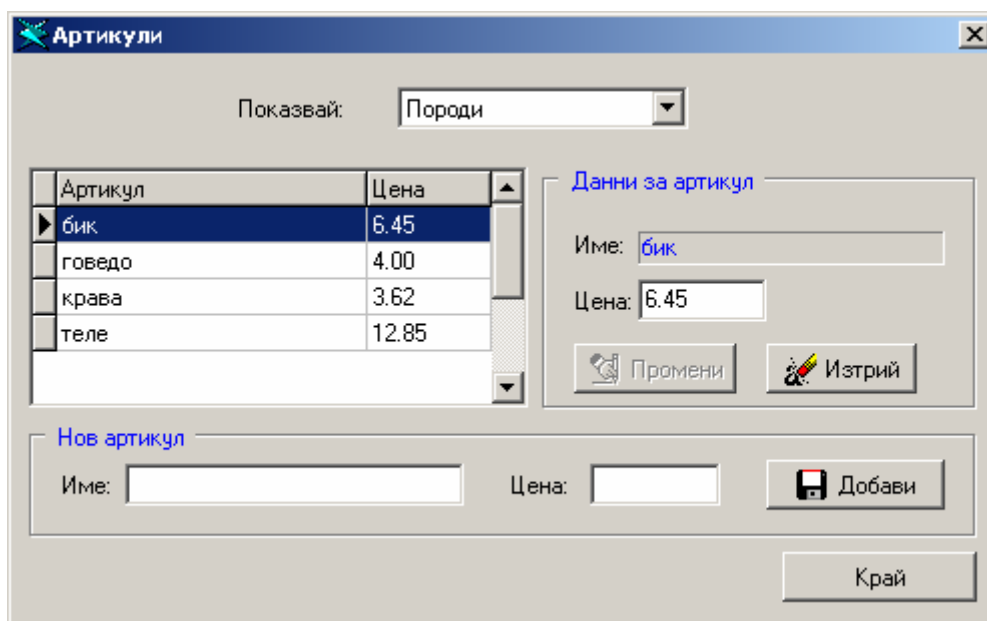 Артикули
Показвай: Породи
Артикул Цена
бик 6.45
говедо 4.00
крава 3.62
теле 12.85
Данни за артикул
Име: бик
Цена: 6.45
Промени Изтрий
Нов артикул
Име: Цена: Добави
Край